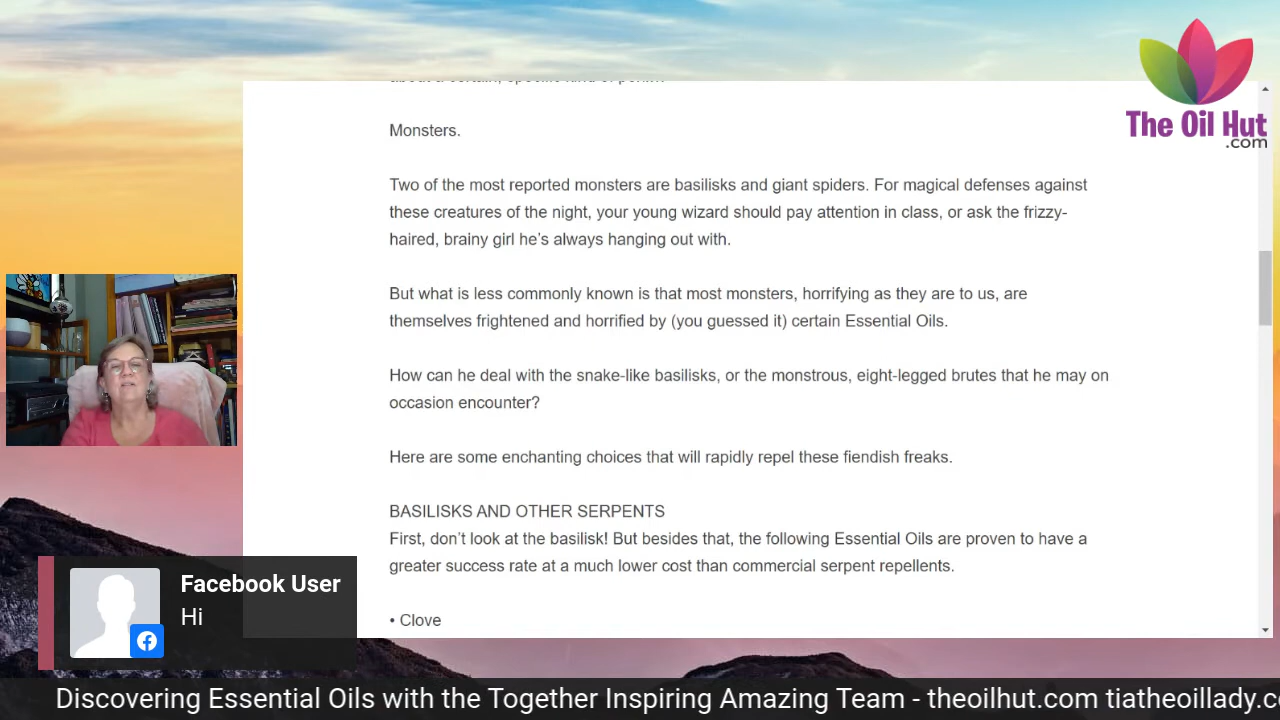 The Oil Hut
.com
Monsters.
Two of the most reported monsters are basilisks and giant spiders. For magical defenses against
these creatures of the night, your young wizard should pay attention in class, or ask the frizzy-
haired, brainy girl he’s always hanging out with.
But what is less commonly known is that most monsters, horrifying as they are to us, are
themselves frightened and horrified by (you guessed it) certain Essential Oils.
How can he deal with the snake-like basilisks, or the monstrous, eight-legged brutes that he may on
occasion encounter?
Here are some enchanting choices that will rapidly repel these fiendish freaks.
BASILISKS AND OTHER SERPENTS
First, don’t look at the basilisk! But besides that, the following Essential Oils are proven to have a
greater success rate at a much lower cost than commercial serpent repellents.
• Clove
Facebook User
Hi
Discovering Essential Oils with the Together Inspiring Amazing Team - theoilhut.com tiatheoillady.c